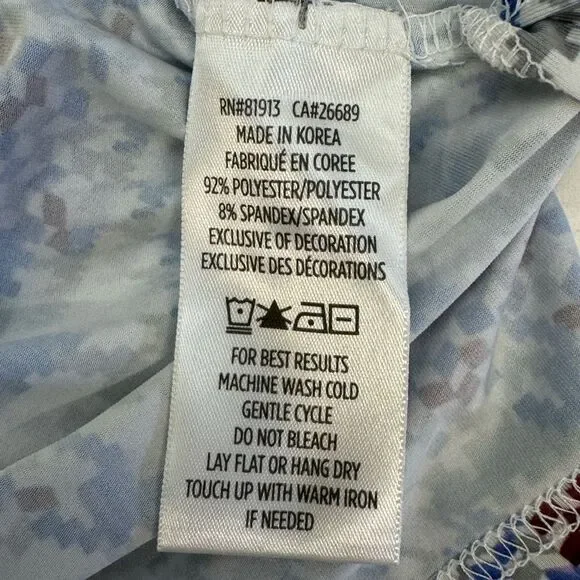 RN#81913 CA#26689
MADE IN KOREA
FABRIQUÉ EN COREE
92% POLYESTER/POLYESTER
8% SPANDEX/SPANDEX
EXCLUSIVE OF DECORATION
EXCLUSIVE DES DÉCORATIONS
FOR BEST RESULTS
MACHINE WASH COLD
GENTLE CYCLE
DO NOT BLEACH
LAY FLAT OR HANG DRY
TOUCH UP WITH WARM IRON
IF NEEDED